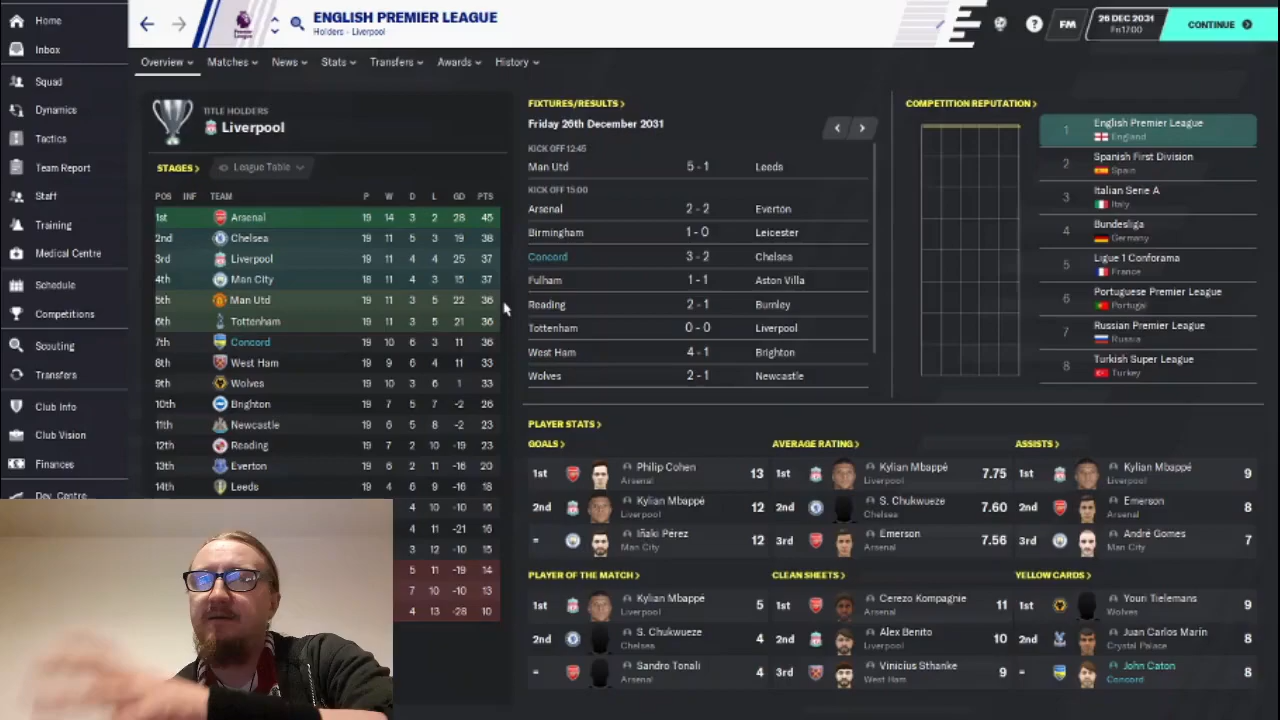 Home
Inbox
Squad
Dynamics
Tactics
Team Report
Staff
Training
Medical Centre
Schedule
Competitions
Scouting
Transfers
Club Info
Club Vision
Finances
Dev. Centre
ENGLISH PREMIER LEAGUE
Holders - Liverpool
FM
26 DEC 2031
Fri 17:00
CONTINUE
Overview
Matches
News
Stats
Transfers
Awards
History
TITLE HOLDERS
Liverpool
STAGES >
League Table
POS INF TEAM P W D L GD PTS
1st Arsenal 19 14 3 2 28 45
2nd Chelsea 19 11 5 3 19 38
3rd Liverpool 19 11 4 4 25 37
4th Man City 18 11 4 3 15 37
5th Man Utd 19 11 3 5 22 36
6th Tottenham 19 11 3 5 21 36
7th Concord 19 10 6 3 11 36
8th West Ham 19 9 6 4 11 33
9th Wolves 19 10 3 6 1 33
10th Brighton 19 7 5 7 -2 26
11th Newcastle 19 6 5 8 -2 23
12th Reading 19 7 2 10 -19 23
13th Everton 19 6 2 11 -16 20
14th Leeds 19 4 6 9 -16 18
4 10 -10 16
4 11 -21 16
3 12 -10 15
5 11 -19 14
7 10 -10 13
4 13 -28 10
FIXTURES/RESULTS >
Friday 26th December 2031
KICK OFF 12:45
Man Utd 5 - 1 Leeds
KICK OFF 15:00
Arsenal 2 - 2 Everton
Birmingham 1 - 0 Leicester
Concord 3 - 2 Chelsea
Fulham 1 - 1 Aston Villa
Reading 2 - 1 Burnley
Tottenham 0 - 0 Liverpool
West Ham 4 - 1 Brighton
Wolves 2 - 1 Newcastle
COMPETITION REPUTATION >
1 English Premier League
England
2 Spanish First Division
Spain
3 Italian Serie A
Italy
4 Bundesliga
Germany
5 Ligue 1 Conforama
France
6 Portuguese Premier League
Portugal
7 Russian Premier League
Russia
8 Turkish Super League
Turkey
PLAYER STATS >
GOALS >
1st Philip Cohen 13
Arsenal
2nd Kylian Mbappé 12
Liverpool
= Iñaki Pérez 12
Man City
AVERAGE RATING >
1st Kylian Mbappé 7.75
Liverpool
2nd S. Chukwueze 7.60
Chelsea
3rd Emerson 7.56
Arsenal
ASSISTS >
1st Kylian Mbappé 9
Liverpool
2nd Emerson 8
Arsenal
3rd André Gomes 7
Man City
PLAYER OF THE MATCH >
1st Kylian Mbappé 5
Liverpool
2nd S. Chukwueze 4
Chelsea
= Sandro Tonali 4
Arsenal
CLEAN SHEETS >
1st Cerezo Kompagnie 11
Arsenal
2nd Alex Benito 10
Liverpool
3rd Vinicius Sthanke 9
West Ham
YELLOW CARDS >
1st Youri Tielemans 9
Wolves
2nd Juan Carlos Marín 8
Crystal Palace
= John Caton 8
Concord